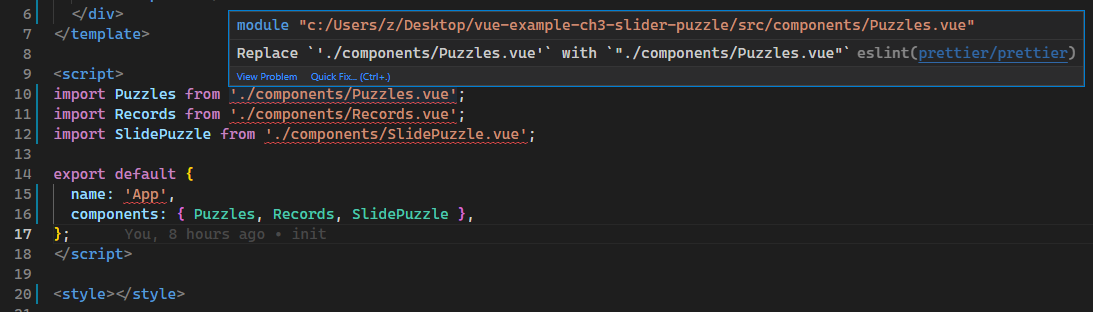 6 </div>
module "c:/Users/z/Desktop/vue-example-ch3-slider-puzzle/src/components/Puzzles.vue"
7 </template>
8
Replace `'./components/Puzzles.vue'` with `"./components/Puzzles.vue"` eslint(prettier/prettier)
View Problem Quick Fix... (Ctrl+.)
9 <script>
10 import Puzzles from './components/Puzzles.vue';
11 import Records from './components/Records.vue';
12 import SlidePuzzle from './components/SlidePuzzle.vue';
13
14 export default {
15 name: 'App',
16 components: { Puzzles, Records, SlidePuzzle },
17 }; You, 8 hours ago • init
18 </script>
19
20 <style></style>